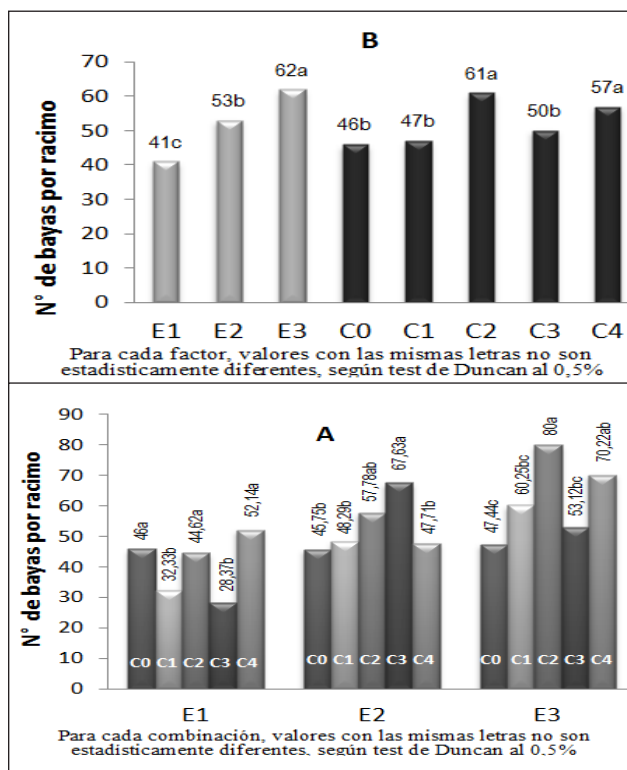 B
N° de bayas por racimo
70
60
50
40
30
20
10
0
41c
53b
62a
46b
47b
61a
50b
57a
E1 E2 E3 C0 C1 C2 C3 C4
Para cada factor, valores con las mismas letras no son
estadisticamente diferentes, según test de Duncan al 0,5%
A
N° de bayas por racimo
90
80
70
60
50
40
30
20
10
0
46a
32,33b
44,62a
28,37b
52,14a
45,75b
48,29b
57,78ab
67,63a
47,71b
47,44c
60,25bc
80a
53,12bc
70,22ab
C0 C1 C2 C3 C4
C0 C1 C2 C3 C4
C0 C1 C2 C3 C4
E1 E2 E3
Para cada combinación, valores con las mismas letras no son
estadisticamente diferentes, según test de Duncan al 0,5%